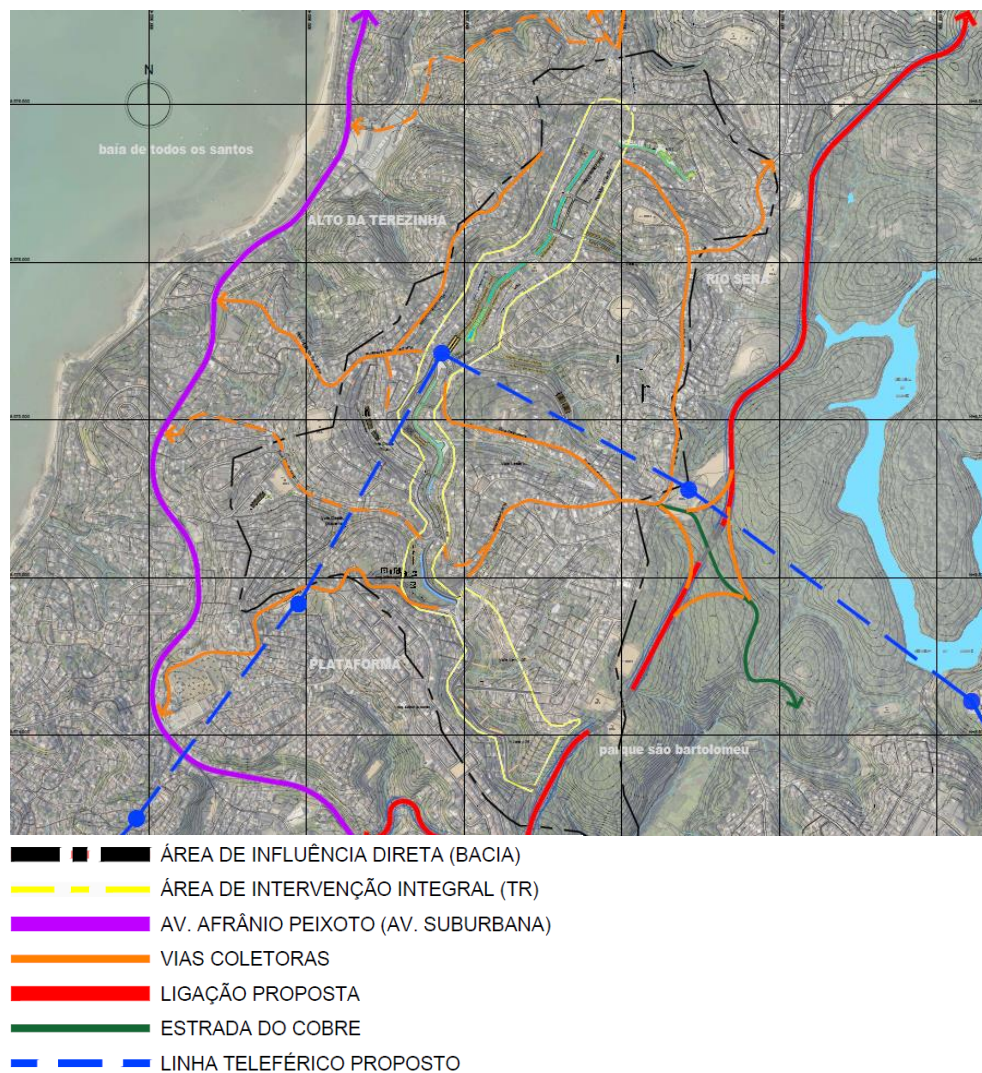 N
baía de todos os santos
ALTO DA TEREZINHA
RIO SENA
PLATAFORMA
parque são bartolomeu
ÁREA DE INFLUÊNCIA DIRETA (BACIA)
ÁREA DE INTERVENÇÃO INTEGRAL (TR)
AV. AFRÂNIO PEIXOTO (AV. SUBURBANA)
VIAS COLETORAS
LIGAÇÃO PROPOSTA
ESTRADA DO COBRE
LINHA TELEFÉRICO PROPOSTO